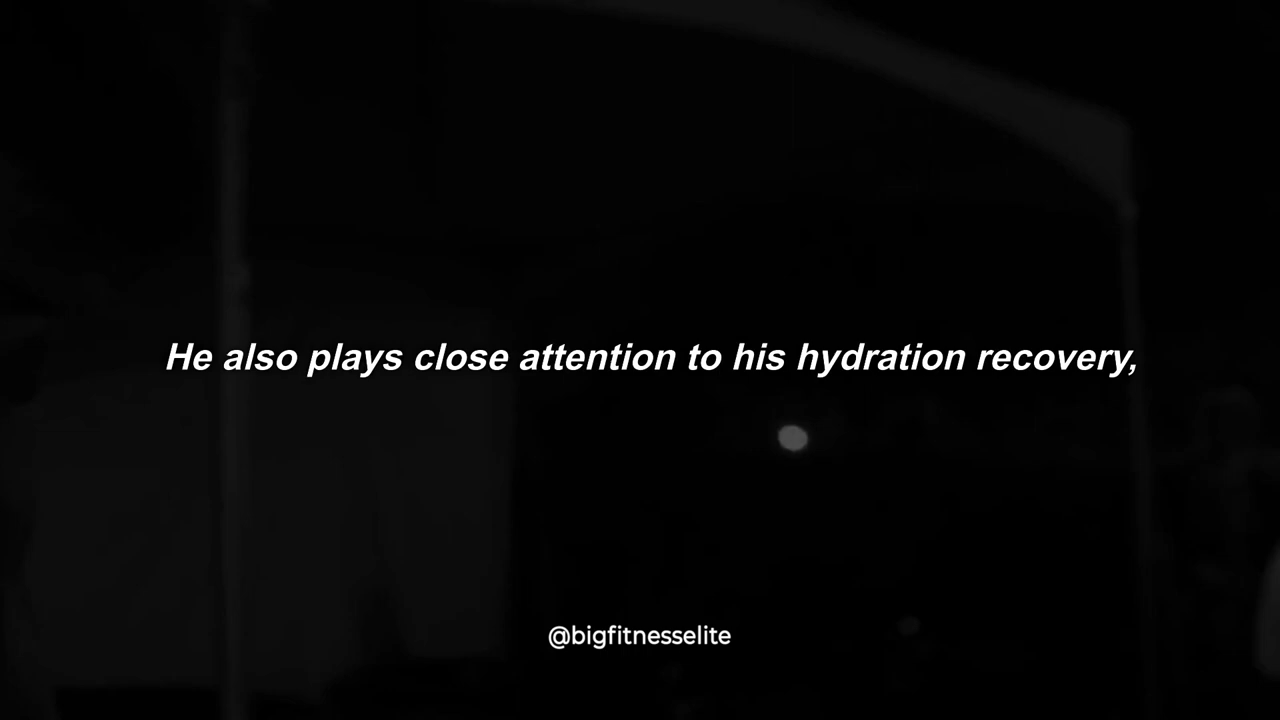 He also plays close attention to his hydration recovery,
@bigfitnesselite